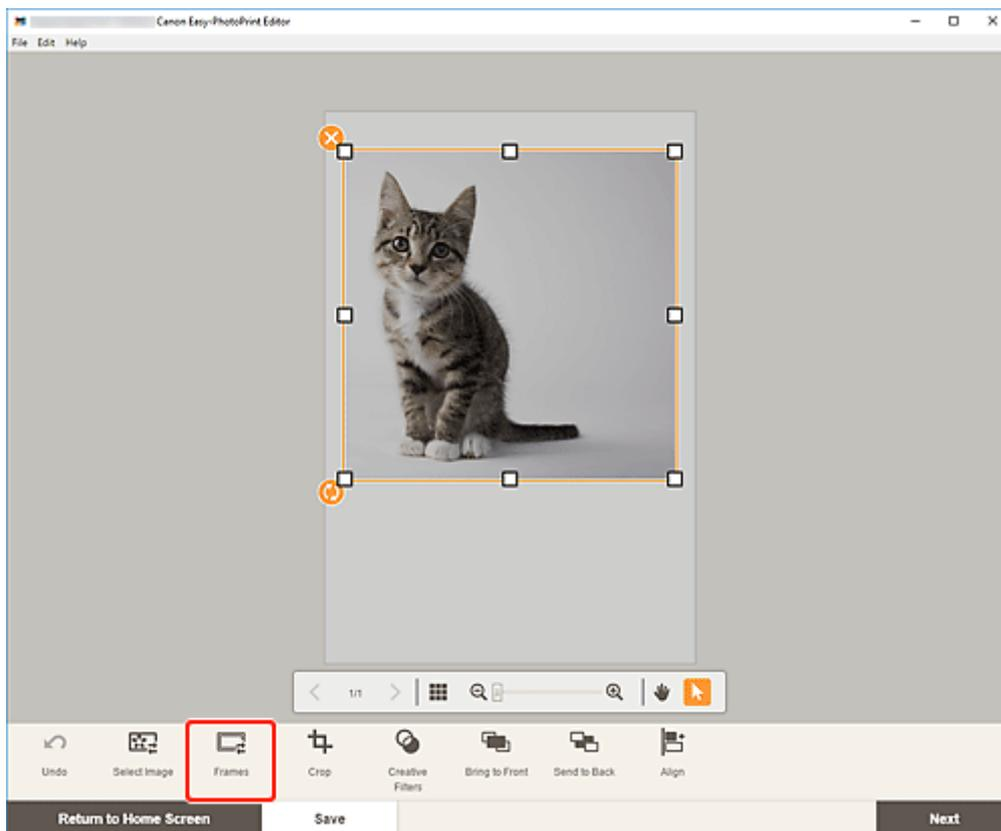 Canon Easy-PhotoPrint Editor
File Edit Help
1/1
Undo
Select Image
Frames
Crop
Creative
Filters
Bring to Front
Send to Back
Align
Return to Home Screen
Save
Next